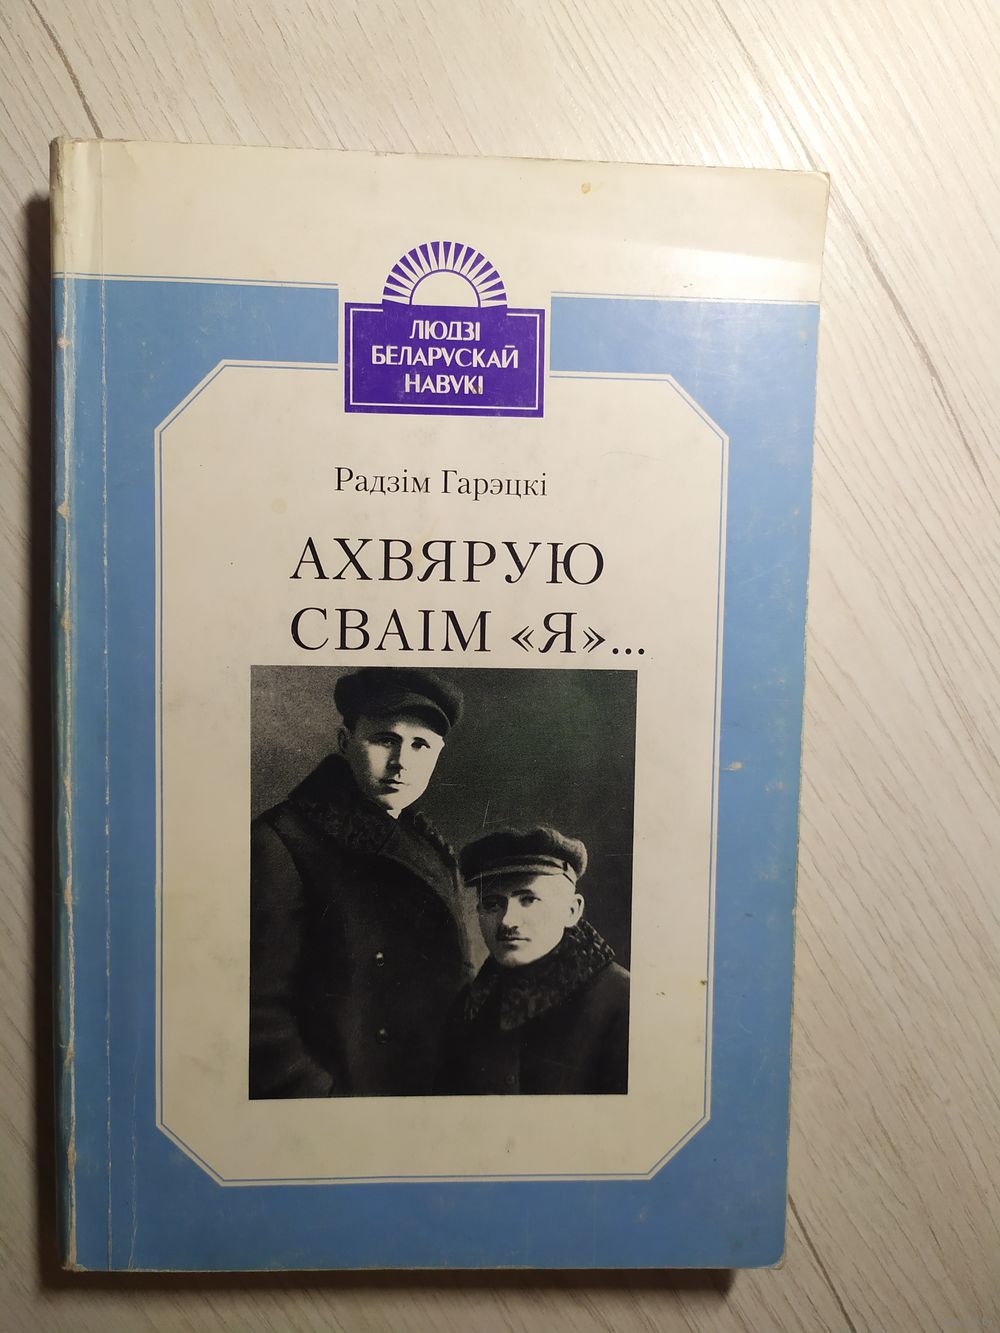 ЛЮДЗІ
БЕЛАРУСКАЙ
НАВУКІ
Радзім Гарэцкі
АХВЯРУЮ
СВАІМ «Я»...